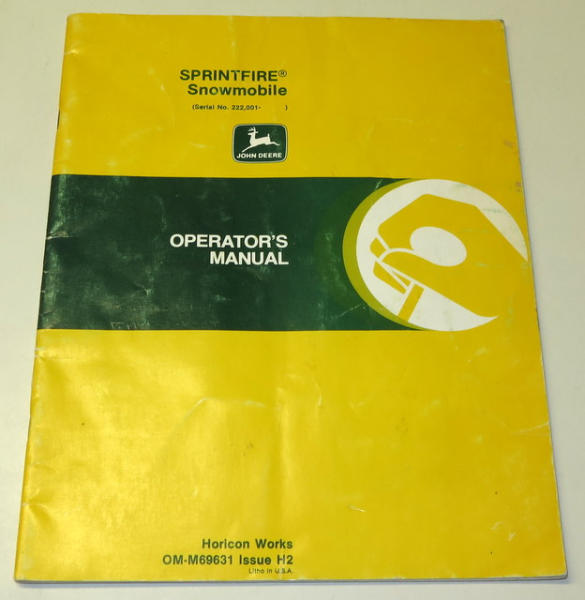 SPRINTFIRE®
Snowmobile
(Serial No. 222,001-        )
JOHN DEERE
OPERATOR'S
MANUAL
Horicon Works
OM-M69631 Issue H2
Litho in U.S.A.